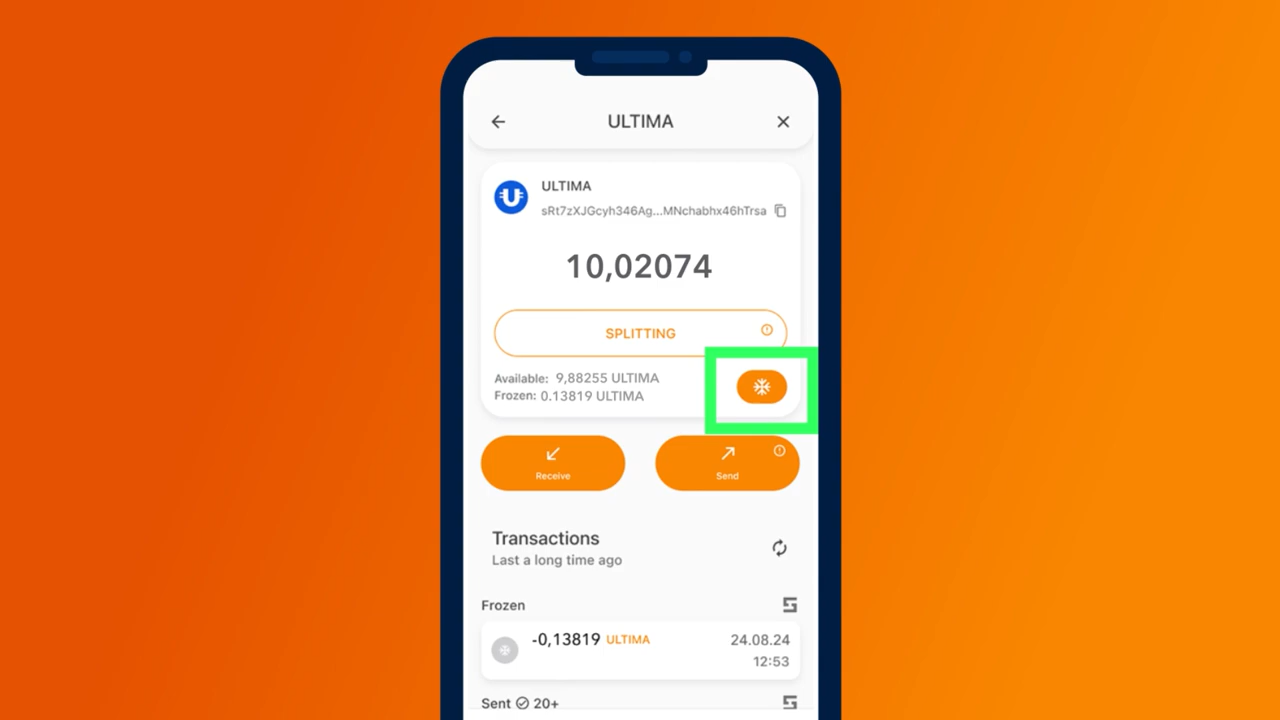 ULTIMA
ULTIMA
sRt7zXJGcyh346Ag...MNchabhx46hTrsa
10,02074
SPLITTING
Available: 9,88255 ULTIMA
Frozen: 0.13819 ULTIMA
Receive
Send
Transactions
Last a long time ago
Frozen
-0,13819 ULTIMA
24.08.24
12:53
Sent 20+